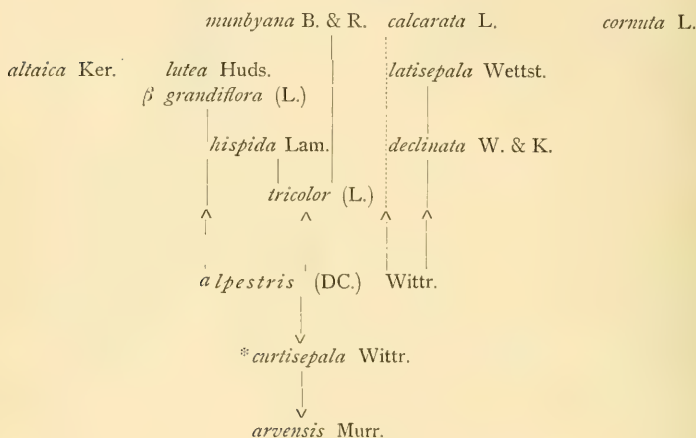 munbyana B. & R. calcarata L. cornuta L.
altaica Ker. lutea Huds. latisepala Wettst.
β grandiflora (L.)
hispida Lam. declinata W. & K.
tricolor (L.)
alpestris (DC.) Wittr.
*curtisepala Wittr.
arvensis Murr.